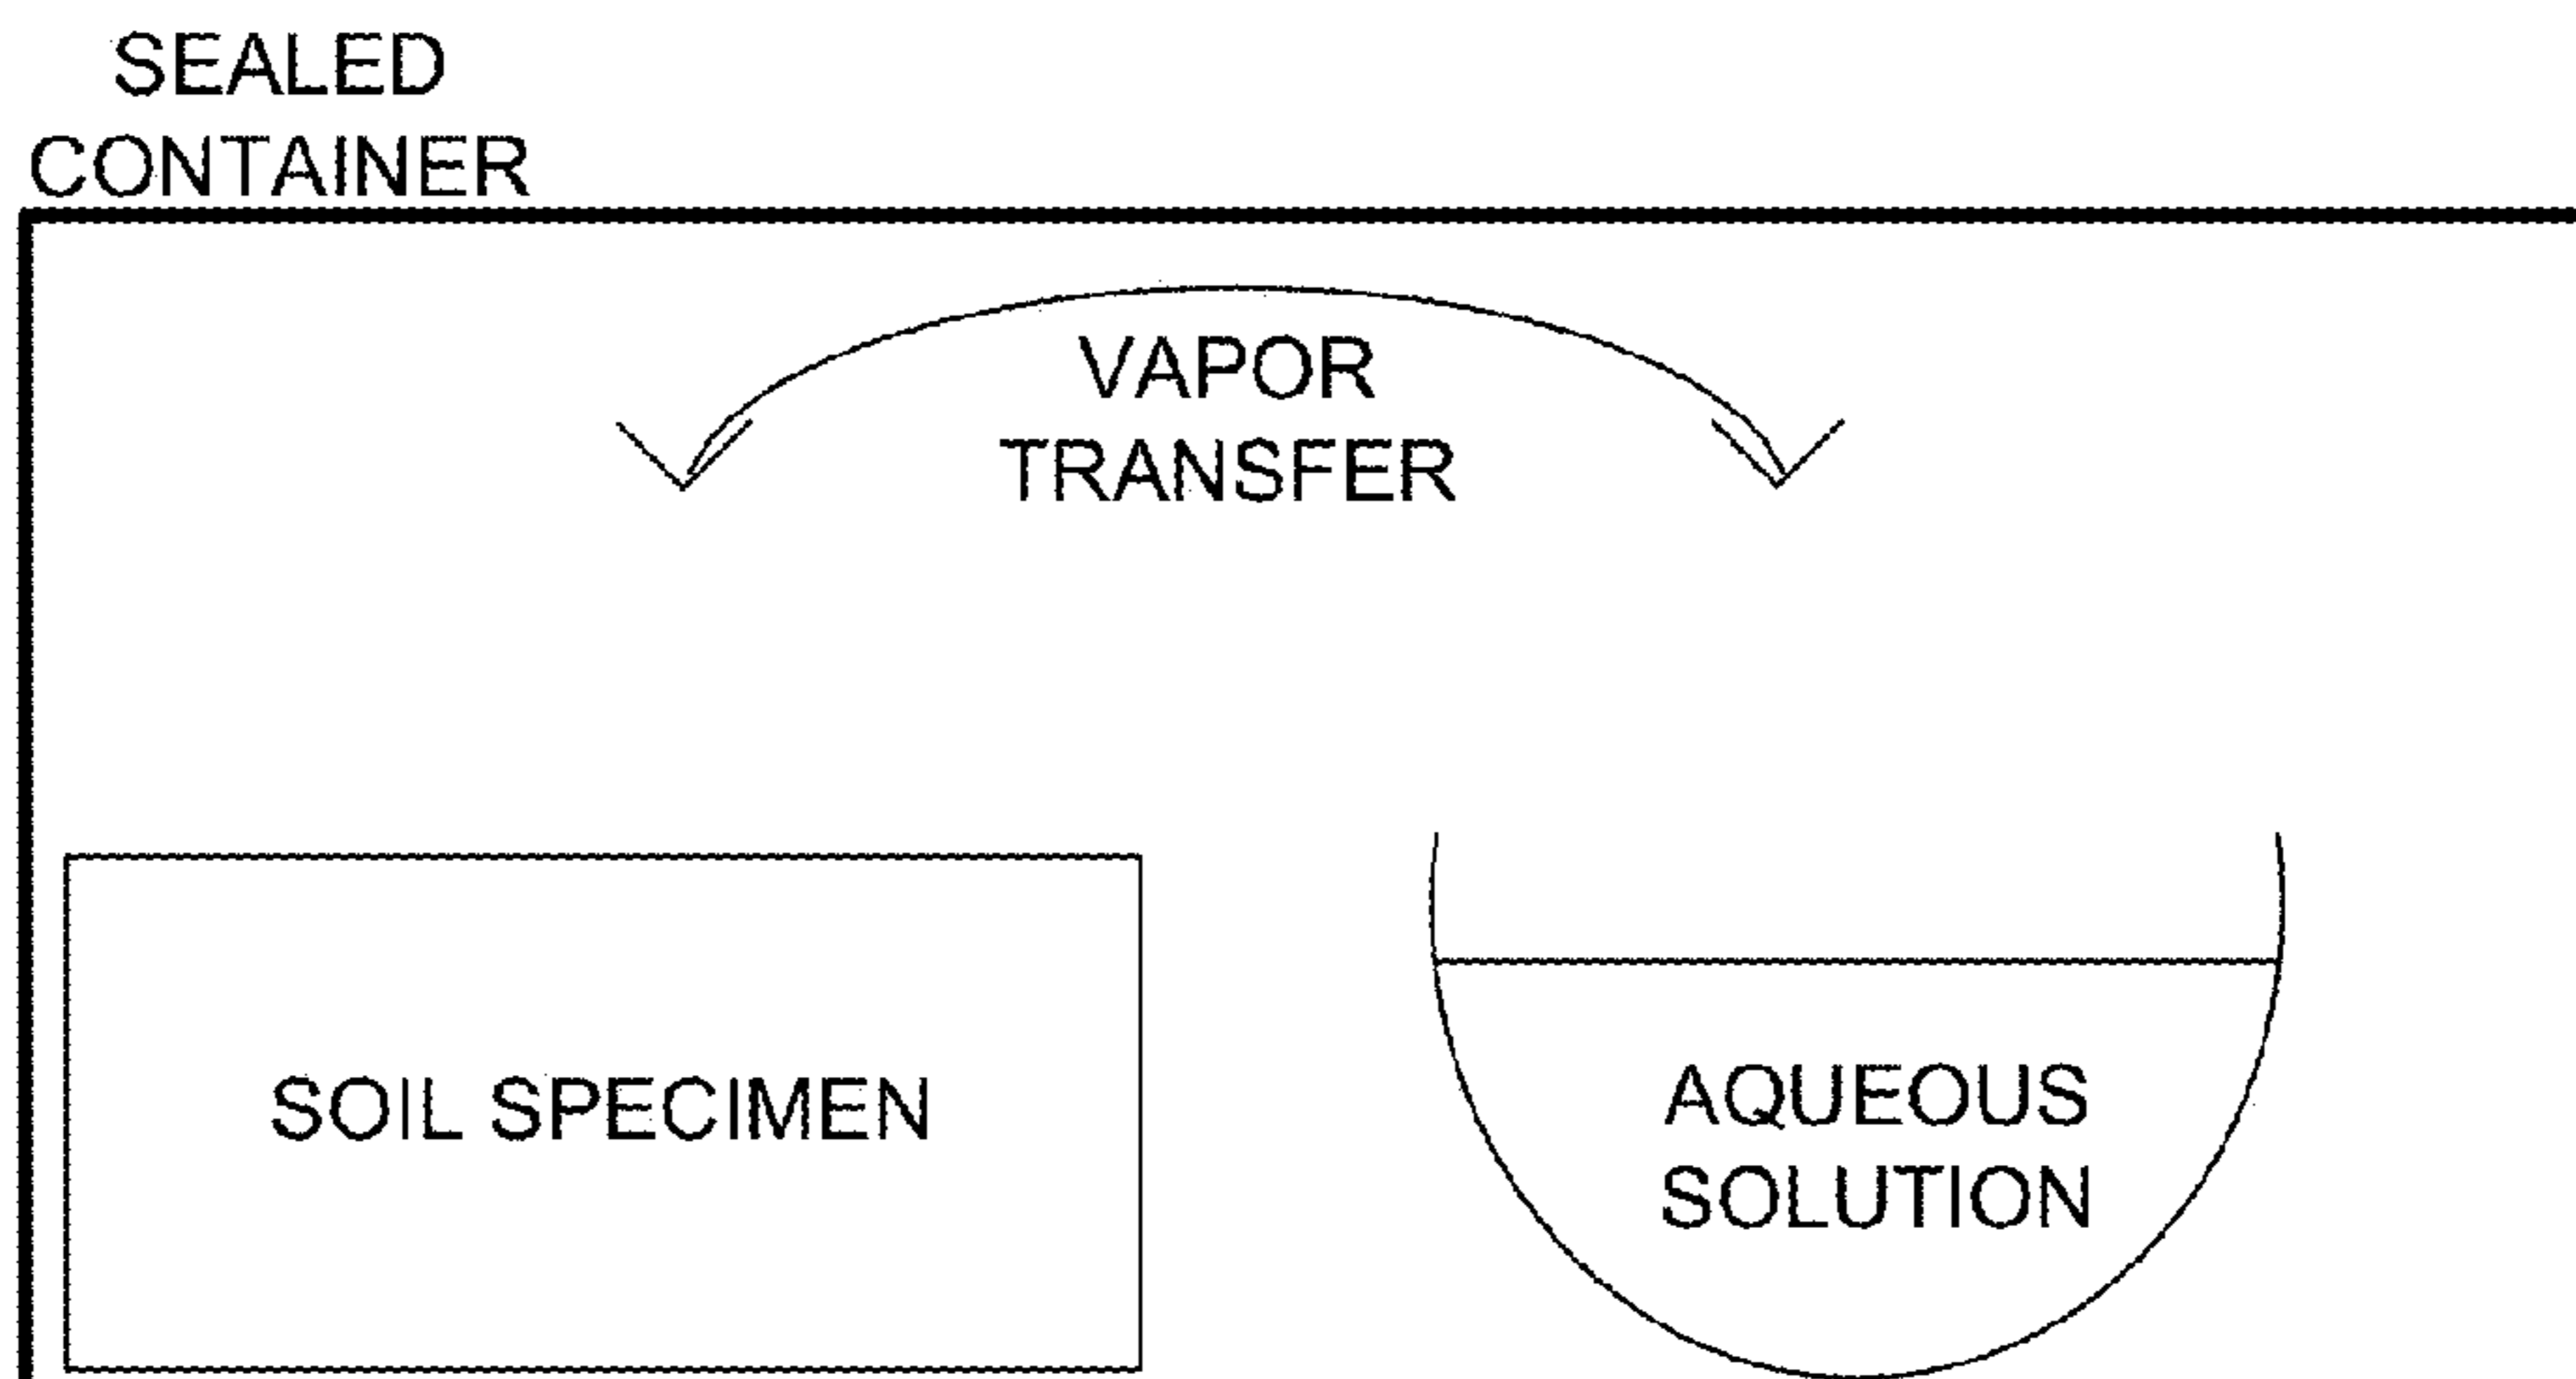 SEALED
CONTAINER
VAPOR
TRANSFER
SOIL SPECIMEN
AQUEOUS
SOLUTION